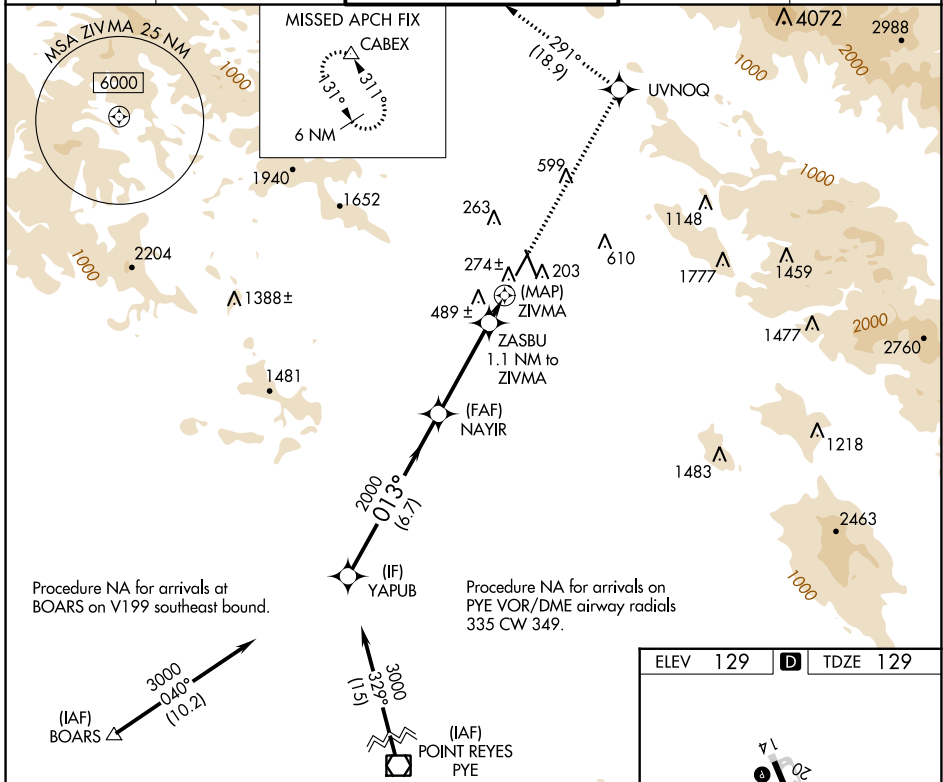 MSA ZIVMA 25 NM
6000
MISSED APCH FIX
CABEX
131°
311°
6 NM
291°
(18.9)
UVNOQ
4072
2988
1000
1000
2000
1000
1940
1652
599
263
1148
2204
1000
610
1777
1459
274±
203
1388±
489 ±
(MAP)
ZIVMA
1477
2000
2760
ZASBU
1.1 NM to
ZIVMA
1481
(FAF)
NAYIR
1218
1483
2000
013°
(6.7)
2463
1000
(IF)
YAPUB
Procedure NA for arrivals at
BOARS on V199 southeast bound.
Procedure NA for arrivals on
PYE VOR/DME airway radials
335 CW 349.
3000
040°
(10.2)
(IAF)
BOARS
3000
329°
(15)
(IAF)
POINT REYES
PYE
ELEV 129 D TDZE 129
14
20
P